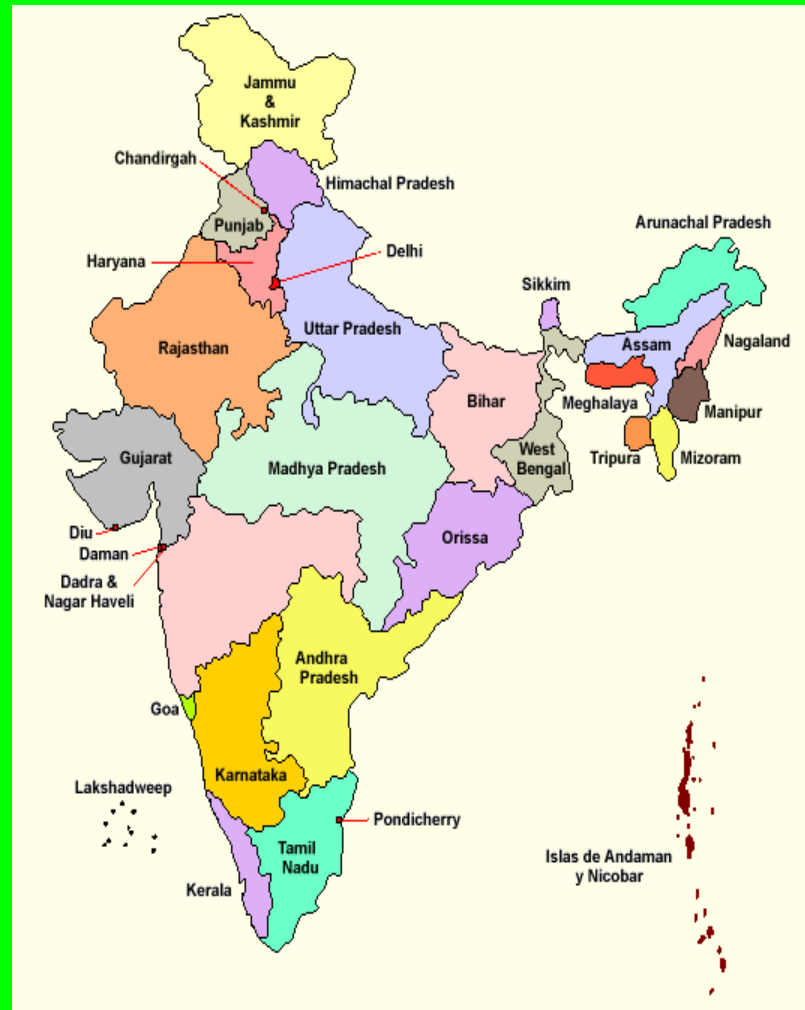 Jammu
&
Kashmir
Chandirgah
Himachal Pradesh
Punjab
Arunachal Pradesh
Haryana
Delhi
Sikkim
Uttar Pradesh
Rajasthan
Assam
Nagaland
Bihar
Meghalaya
Manipur
Gujarat
Madhya Pradesh
West
Bengal
Tripura
Mizoram
Diu
Orissa
Daman
Dadra &
Nagar Haveli
Andhra
Pradesh
Goa
Karnataka
Lakshadweep
Pondicherry
Tamil
Nadu
Islas de Andaman
y Nicobar
Kerala